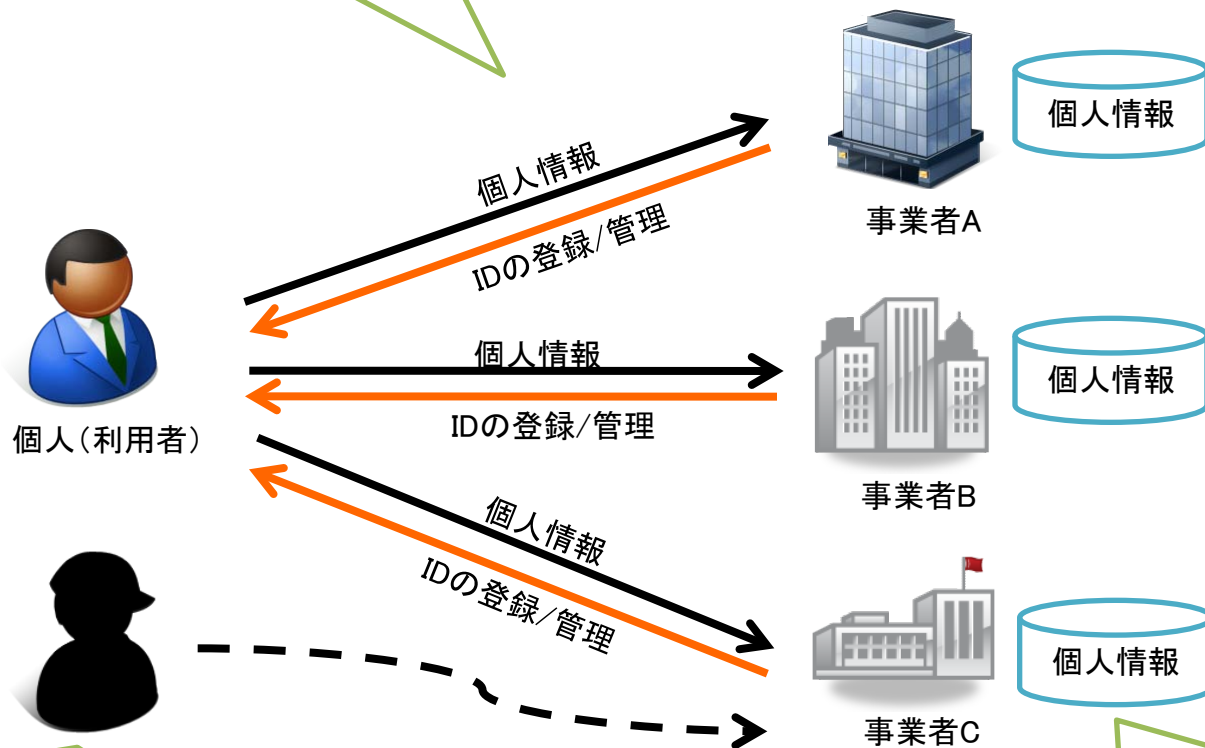 個人情報
事業者A
個人情報
IDの登録/管理
個人情報
個人情報
IDの登録/管理
個人(利用者)
事業者B
個人情報
IDの登録/管理
個人情報
事業者C